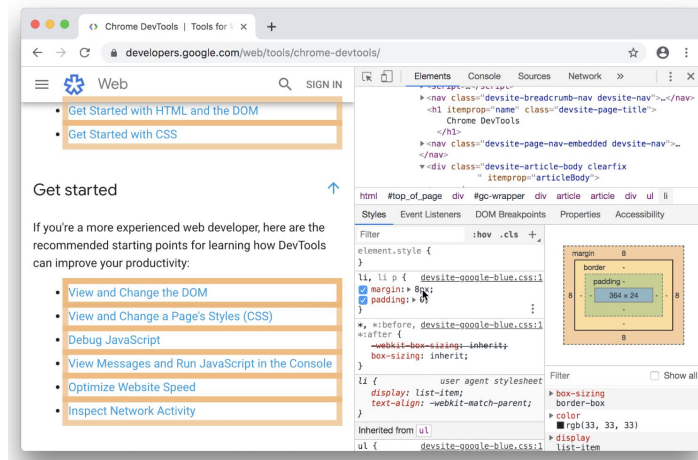 Chrome DevTools | Tools for
developers.google.com/web/tools/chrome-devtools/
Web
SIGN IN
Get Started with HTML and the DOM
Get Started with CSS
Get started
If you're a more experienced web developer, here are the
recommended starting points for learning how DevTools
can improve your productivity:
View and Change the DOM
View and Change a Page's Styles (CSS)
Debug JavaScript
View Messages and Run JavaScript in the Console
Optimize Website Speed
Inspect Network Activity
Elements Console Sources Network »
<nav class="devsite-breadcrumb-nav devsite-nav">…</nav>
<h1 itemprop="name" class="devsite-page-title">
Chrome DevTools
</h1>
<nav class="devsite-page-nav-embedded devsite-nav">…
</nav>
<div class="devsite-article-body clearfix
" itemprop="articleBody">
html #top_of_page div #gc-wrapper div article article div ul li
Styles Event Listeners DOM Breakpoints Properties Accessibility
Filter :hov .cls +
element.style {
}
li, li p { devsite-google-blue.css:1
margin: 8px;
padding: 0;
}
*, *:before, devsite-google-blue.css:1
*:after {
-webkit-box-sizing: inherit;
box-sizing: inherit;
}
li { user agent stylesheet
display: list-item;
text-align: -webkit-match-parent;
}
Inherited from ul
ul { devsite-google-blue.css:1
margin 8
border -
padding -
8 - - 364 × 24 - - 8
-
-
8
Filter Show all
box-sizing
border-box
color
rgb(33, 33, 33)
display
list-item